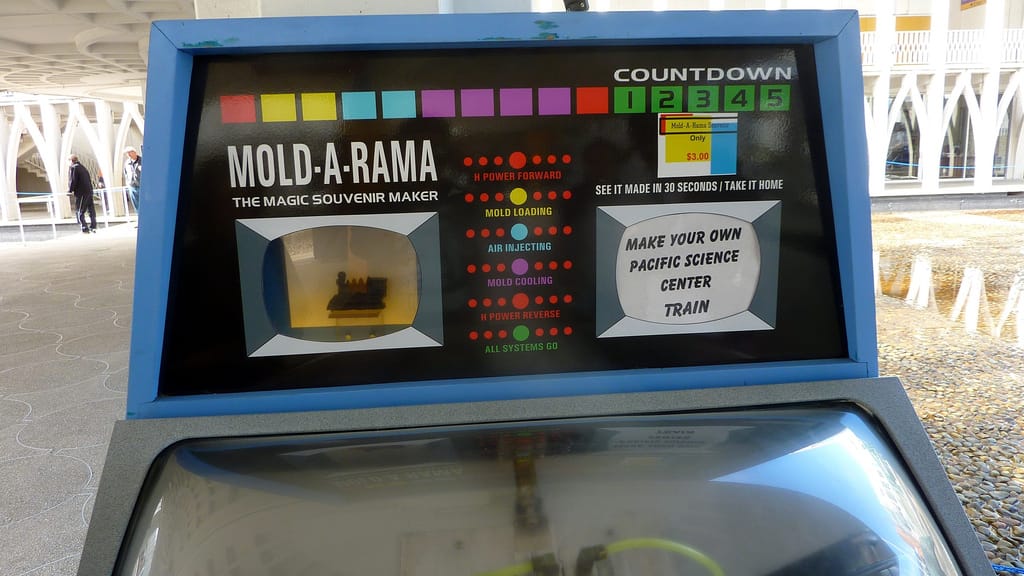 COUNTDOWN
1 2 3 4 5
Mold-A-Rama Souvenir
Only
$3.00
MOLD-A-RAMA
THE MAGIC SOUVENIR MAKER
H POWER FORWARD
MOLD LOADING
AIR INJECTING
MOLD COOLING
H POWER REVERSE
ALL SYSTEMS GO
SEE IT MADE IN 30 SECONDS / TAKE IT HOME
MAKE YOUR OWN
PACIFIC SCIENCE
CENTER
TRAIN